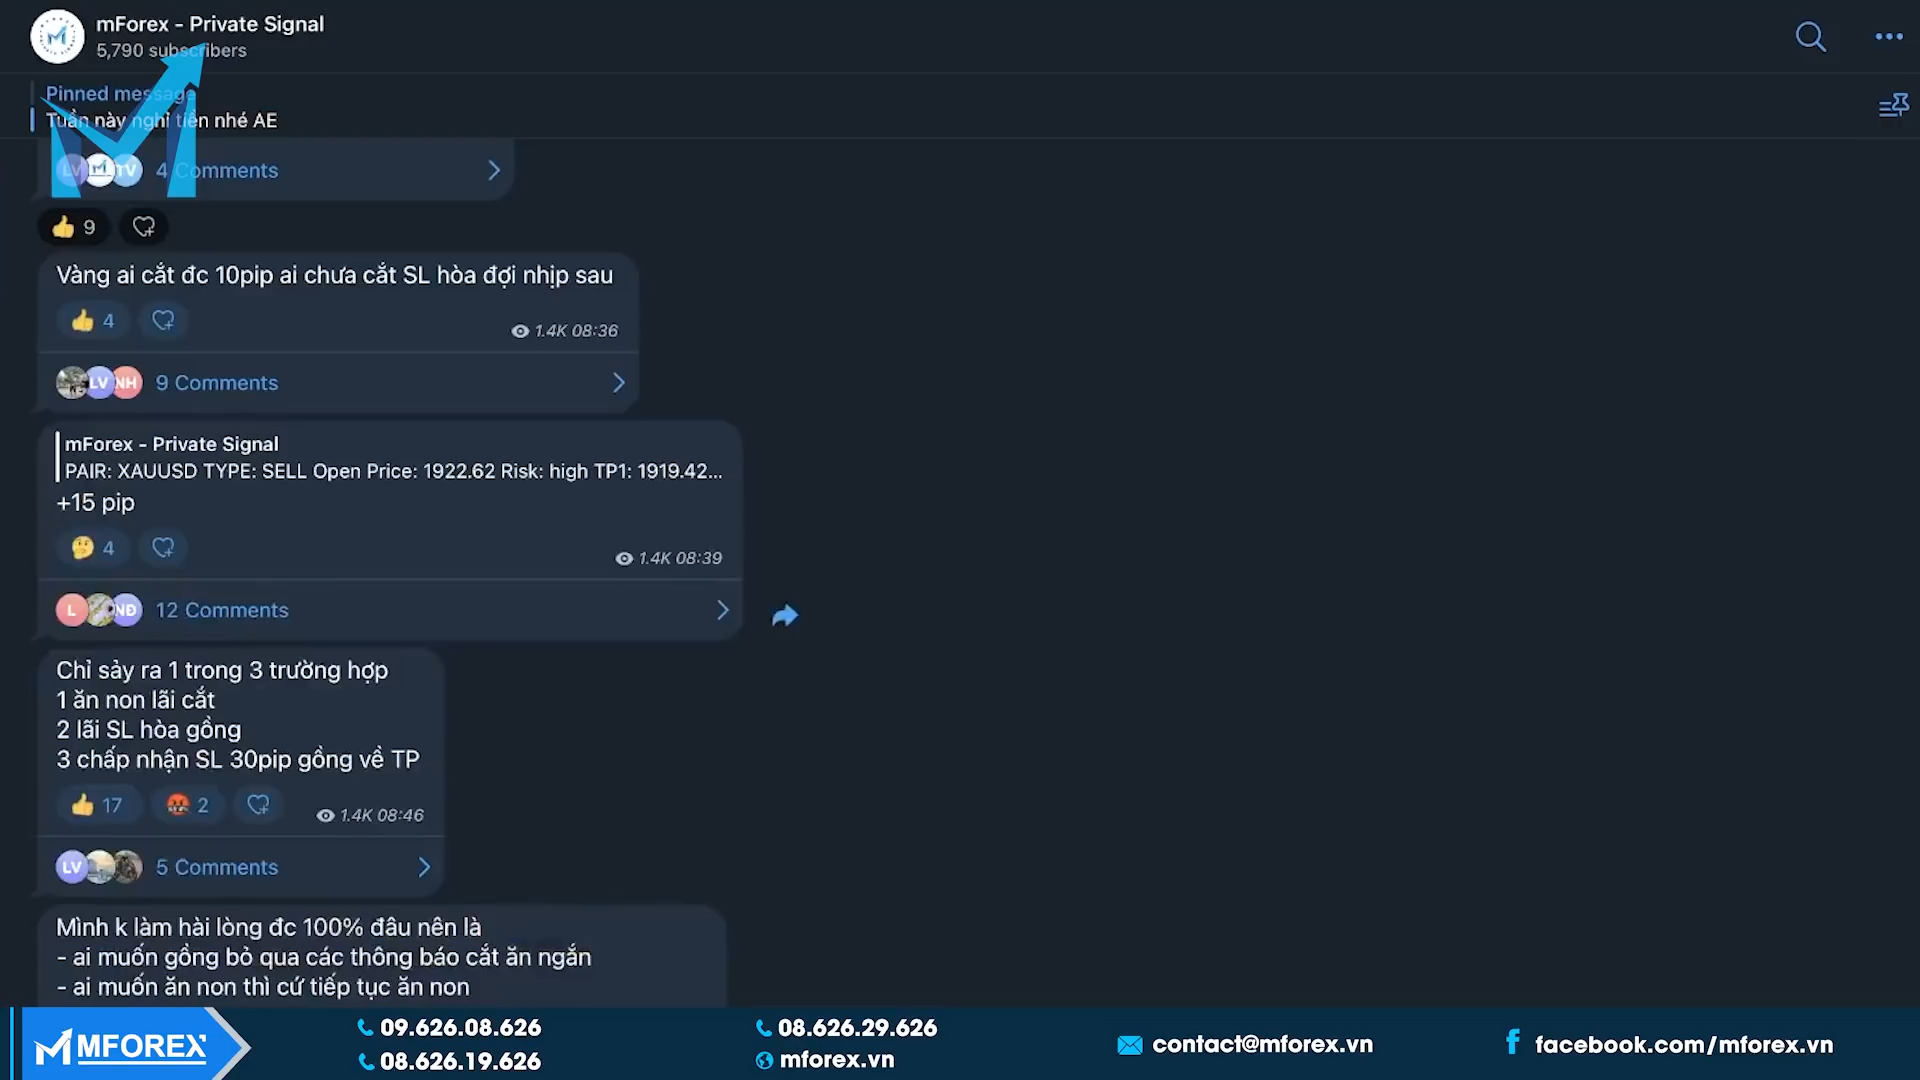 mForex - Private Signal
5,790 subscribers
Pinned message
Tuần này nghỉ tiền nhé AE
LV TV 4 Comments
9
Vàng ai cắt đc 10pip ai chưa cắt SL hòa đợi nhịp sau
4
1.4K 08:36
LV NH 9 Comments
mForex - Private Signal
PAIR: XAUUSD TYPE: SELL Open Price: 1922.62 Risk: high TP1: 1919.42...
+15 pip
4
1.4K 08:39
L NĐ 12 Comments
Chỉ sảy ra 1 trong 3 trường hợp
1 ăn non lãi cắt
2 lãi SL hòa gồng
3 chấp nhận SL 30pip gồng về TP
17 2
1.4K 08:46
LV 5 Comments
Mình k làm hài lòng đc 100% đâu nên là
- ai muốn gồng bỏ qua các thông báo cắt ăn ngắn
- ai muốn ăn non thì cứ tiếp tục ăn non
MFOREX
09.626.08.626
08.626.19.626
08.626.29.626
mforex.vn
contact@mforex.vn
facebook.com/mforex.vn